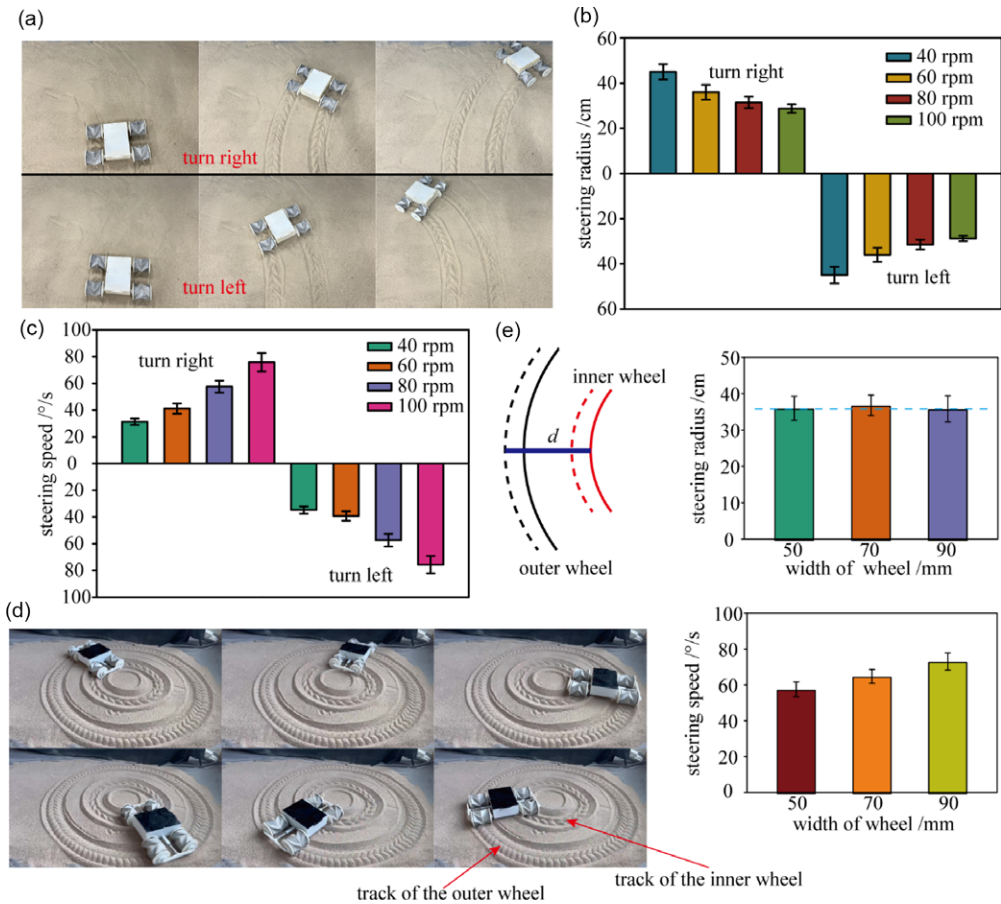 (a)
turn right
turn left
(b)
60
40
20
0
20
40
60
steering radius /cm
turn right
turn left
40 rpm
60 rpm
80 rpm
100 rpm
(c)
100
80
60
40
20
0
20
40
60
80
100
steering speed /°/s
turn right
turn left
40 rpm
60 rpm
80 rpm
100 rpm
(e)
inner wheel
d
outer wheel
50
40
30
20
10
0
steering radius /cm
50 70 90
width of wheel /mm
(d)
track of the outer wheel
track of the inner wheel
100
80
60
40
20
0
steering speed /°/s
50 70 90
width of wheel /mm